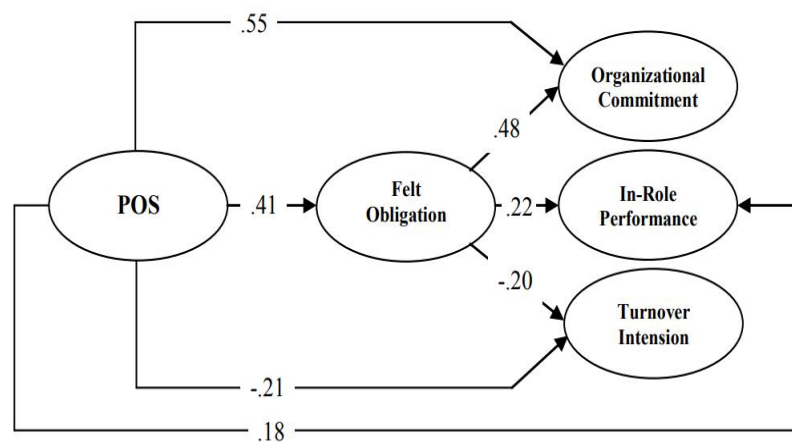 .55
Organizational
Commitment
.48
POS
.41
Felt
Obligation
.22
In-Role
Performance
-.20
Turnover
Intension
-.21
.18